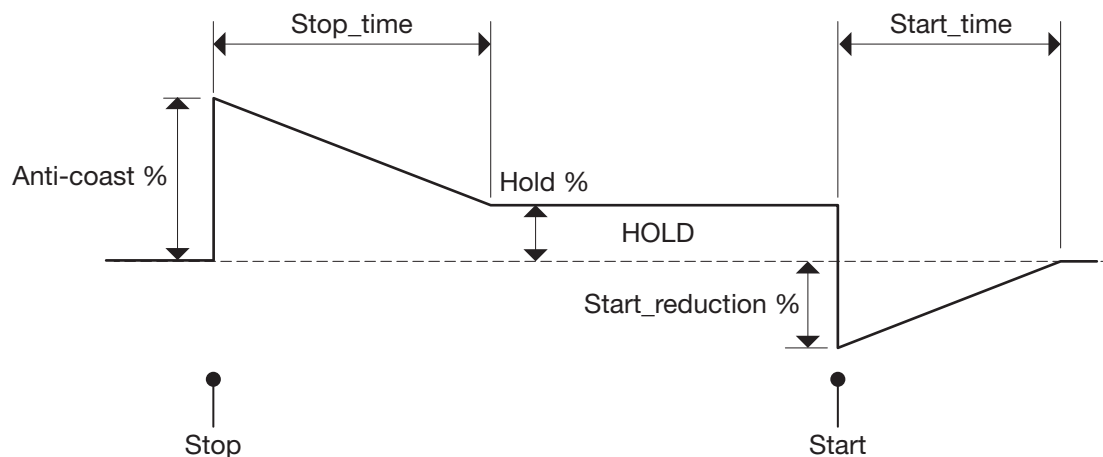 Stop_time
Start_time
Anti-coast %
Hold %
HOLD
Start_reduction %
Stop
Start